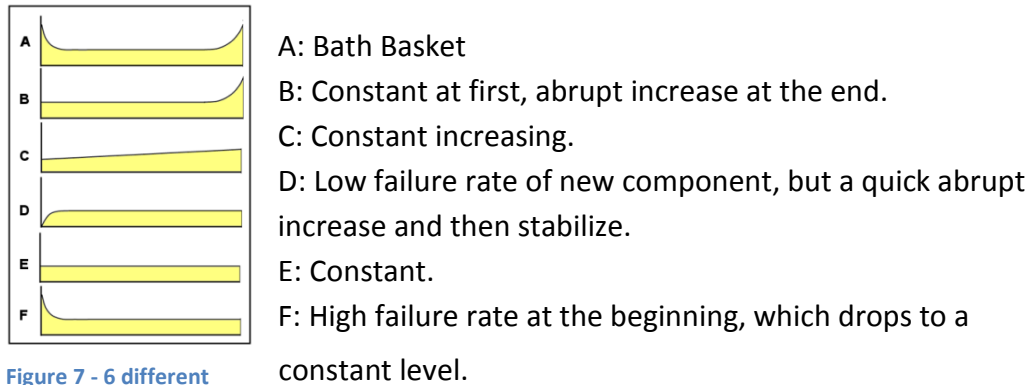 A
B
C
D
E
F
A: Bath Basket
B: Constant at first, abrupt increase at the end.
C: Constant increasing.
D: Low failure rate of new component, but a quick abrupt
increase and then stabilize.
E: Constant.
F: High failure rate at the beginning, which drops to a
constant level.
Figure 7 - 6 different